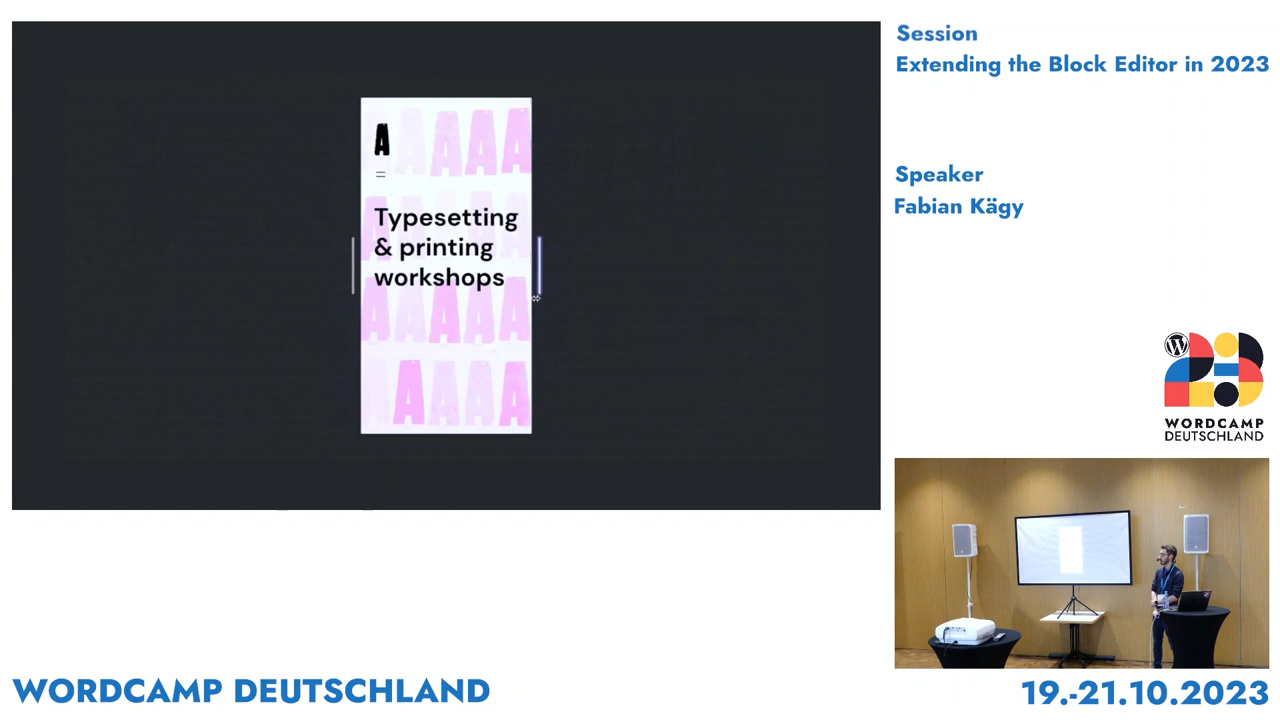 Session
Extending the Block Editor in 2023
Speaker
Fabian Kägy
A
Typesetting
& printing
workshops
WORDCAMP
DEUTSCHLAND
WORDCAMP DEUTSCHLAND
19.-21.10.2023